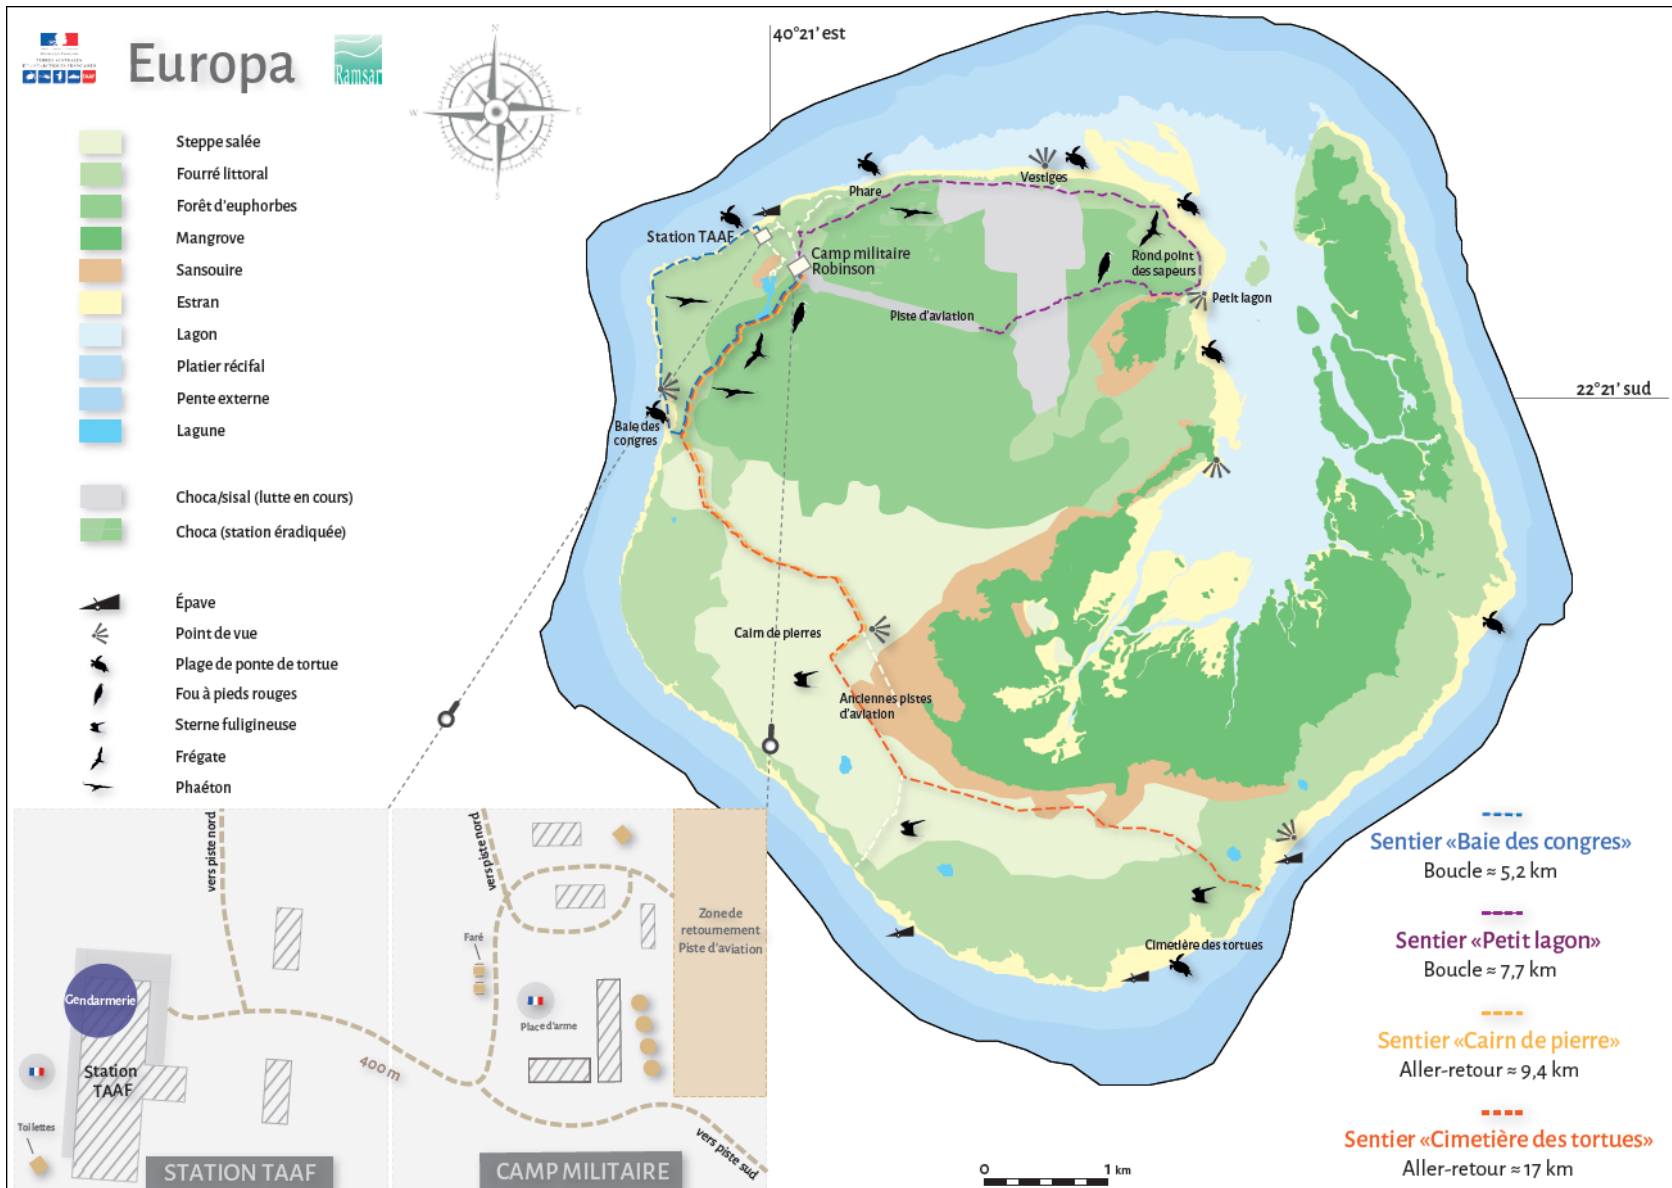 Europa
Ramsar
TAAF
N
W
E
S
40°21' est
22°21' sud
Steppe salée
Fourré littoral
Forêt d'euphorbes
Mangrove
Sansouire
Estran
Lagon
Platier récifal
Pente externe
Lagune
Choca/sisal (lutte en cours)
Choca (station éradiquée)
Épave
Point de vue
Plage de ponte de tortue
Fou à pieds rouges
Sterne fuligineuse
Frégate
Phaéton
Vestiges
Phare
Station TAAF
Camp militaire
Robinson
Rond point
des sapeurs
Petit lagon
Piste d'aviation
Baie des
congres
Cairn de pierres
Anciennes pistes
d'aviation
Cimetière des tortues
Sentier «Baie des congres»
Boucle ≈ 5,2 km
Sentier «Petit lagon»
Boucle ≈ 7,7 km
Sentier «Cairn de pierre»
Aller-retour ≈ 9,4 km
Sentier «Cimetière des tortues»
Aller-retour ≈ 17 km
0 1 km
vers piste nord
vers piste nord
Zone de
retournement
Piste d'aviation
Faré
Place d'arme
Gendarmerie
Station
TAAF
400 m
Toilettes
vers piste sud
STATION TAAF
CAMP MILITAIRE